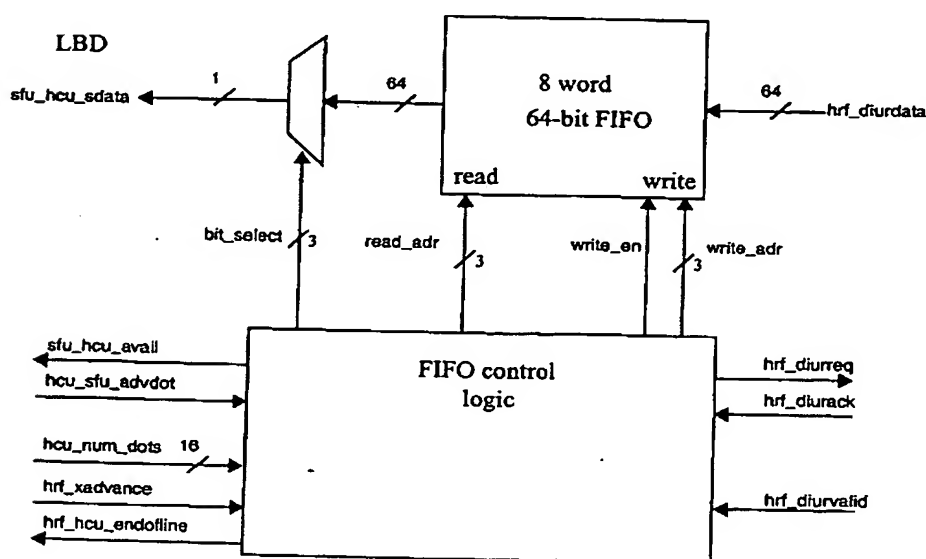 LBD
sfu_hcu_sdata
1
64
8 word
64-bit FIFO
64
hrf_diurdata
read
write
bit_select
3
read_adr
3
write_en
3
write_adr
sfu_hcu_avail
hcu_sfu_advdot
hcu_num_dots
16
hrf_xadvance
hrf_hcu_endofline
FIFO control
logic
hrf_diurreq
hrf_diurack
hrf_diurvalid